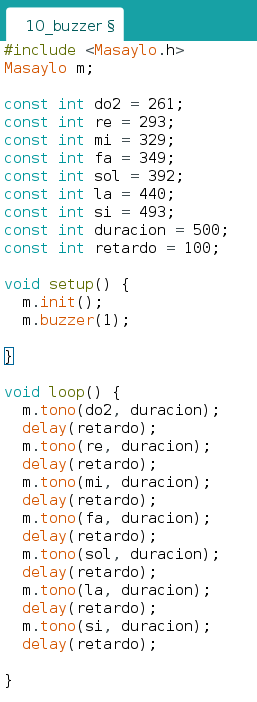 10_buzzer §
#include <Masaylo.h>
Masaylo m;
const int do2 = 261;
const int re = 293;
const int mi = 329;
const int fa = 349;
const int sol = 392;
const int la = 440;
const int si = 493;
const int duracion = 500;
const int retardo = 100;
void setup() {
  m.init();
  m.buzzer(1);
}
void loop() {
  m.tono(do2, duracion);
  delay(retardo);
  m.tono(re, duracion);
  delay(retardo);
  m.tono(mi, duracion);
  delay(retardo);
  m.tono(fa, duracion);
  delay(retardo);
  m.tono(sol, duracion);
  delay(retardo);
  m.tono(la, duracion);
  delay(retardo);
  m.tono(si, duracion);
  delay(retardo);
}